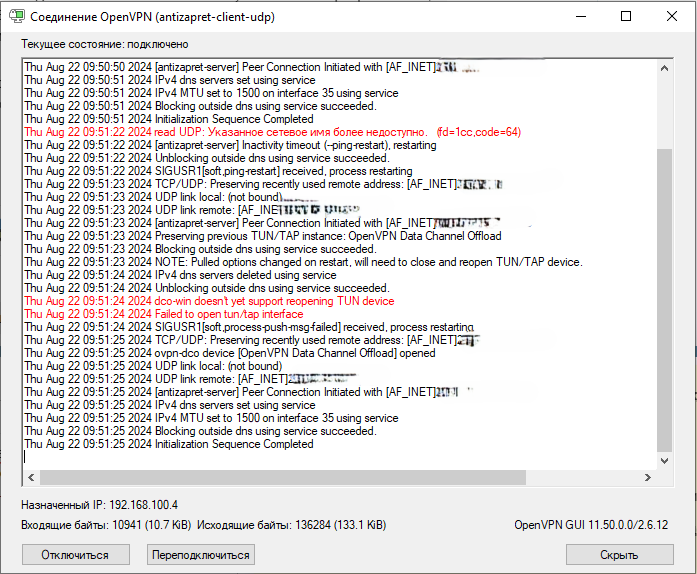 Соединение OpenVPN (antizapret-client-udp)
Текущее состояние: подключено
Thu Aug 22 09:50:50 2024 [antizapret-server] Peer Connection Initiated with [AF_INET]
Thu Aug 22 09:50:51 2024 IPv4 dns servers set using service
Thu Aug 22 09:50:51 2024 IPv4 MTU set to 1500 on interface 35 using service
Thu Aug 22 09:50:51 2024 Blocking outside dns using service succeeded.
Thu Aug 22 09:50:51 2024 Initialization Sequence Completed
Thu Aug 22 09:51:22 2024 read UDP: Указанное сетевое имя более недоступно.   (fd=1cc,code=64)
Thu Aug 22 09:51:22 2024 [antizapret-server] Inactivity timeout (--ping-restart), restarting
Thu Aug 22 09:51:22 2024 Unblocking outside dns using service succeeded.
Thu Aug 22 09:51:22 2024 SIGUSR1[soft,ping-restart] received, process restarting
Thu Aug 22 09:51:23 2024 TCP/UDP: Preserving recently used remote address: [AF_INET]
Thu Aug 22 09:51:23 2024 UDP link local: (not bound)
Thu Aug 22 09:51:23 2024 UDP link remote: [AF_INET]
Thu Aug 22 09:51:23 2024 [antizapret-server] Peer Connection Initiated with [AF_INET]
Thu Aug 22 09:51:23 2024 Preserving previous TUN/TAP instance: OpenVPN Data Channel Offload
Thu Aug 22 09:51:23 2024 Blocking outside dns using service succeeded.
Thu Aug 22 09:51:23 2024 NOTE: Pulled options changed on restart, will need to close and reopen TUN/TAP device.
Thu Aug 22 09:51:24 2024 IPv4 dns servers deleted using service
Thu Aug 22 09:51:24 2024 Unblocking outside dns using service succeeded.
Thu Aug 22 09:51:24 2024 dco-win doesn't yet support reopening TUN device
Thu Aug 22 09:51:24 2024 Failed to open tun/tap interface
Thu Aug 22 09:51:24 2024 SIGUSR1[soft,process-push-msg-failed] received, process restarting
Thu Aug 22 09:51:25 2024 TCP/UDP: Preserving recently used remote address: [AF_INET]
Thu Aug 22 09:51:25 2024 ovpn-dco device [OpenVPN Data Channel Offload] opened
Thu Aug 22 09:51:25 2024 UDP link local: (not bound)
Thu Aug 22 09:51:25 2024 UDP link remote: [AF_INET]
Thu Aug 22 09:51:25 2024 [antizapret-server] Peer Connection Initiated with [AF_INET]
Thu Aug 22 09:51:25 2024 IPv4 dns servers set using service
Thu Aug 22 09:51:25 2024 IPv4 MTU set to 1500 on interface 35 using service
Thu Aug 22 09:51:25 2024 Blocking outside dns using service succeeded.
Thu Aug 22 09:51:25 2024 Initialization Sequence Completed
Назначенный IP: 192.168.100.4
Входящие байты: 10941 (10.7 KiB) Исходящие байты: 136284 (133.1 KiB) OpenVPN GUI 11.50.0.0/2.6.12
Отключиться Переподключиться Скрыть